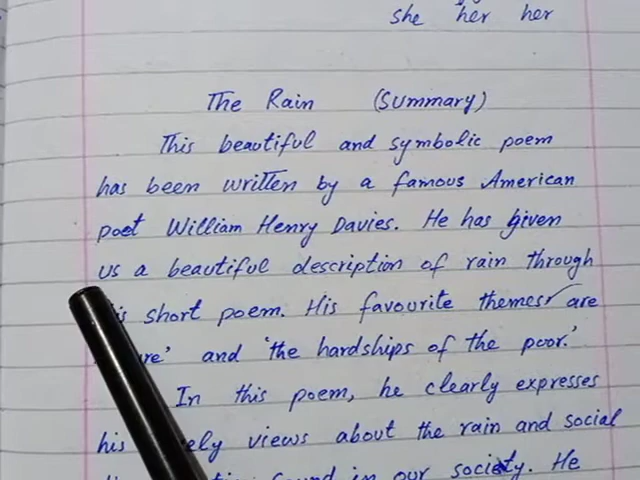 she her her
The Rain (Summary)
This beautiful and symbolic poem
has been written by a famous American
poet William Henry Davies. He has given
us a beautiful description of rain through
short poem. His favourite themes are
and 'the hardships of the poor.'
In this poem, he clearly expresses
his views about the rain and social
found in our society. He